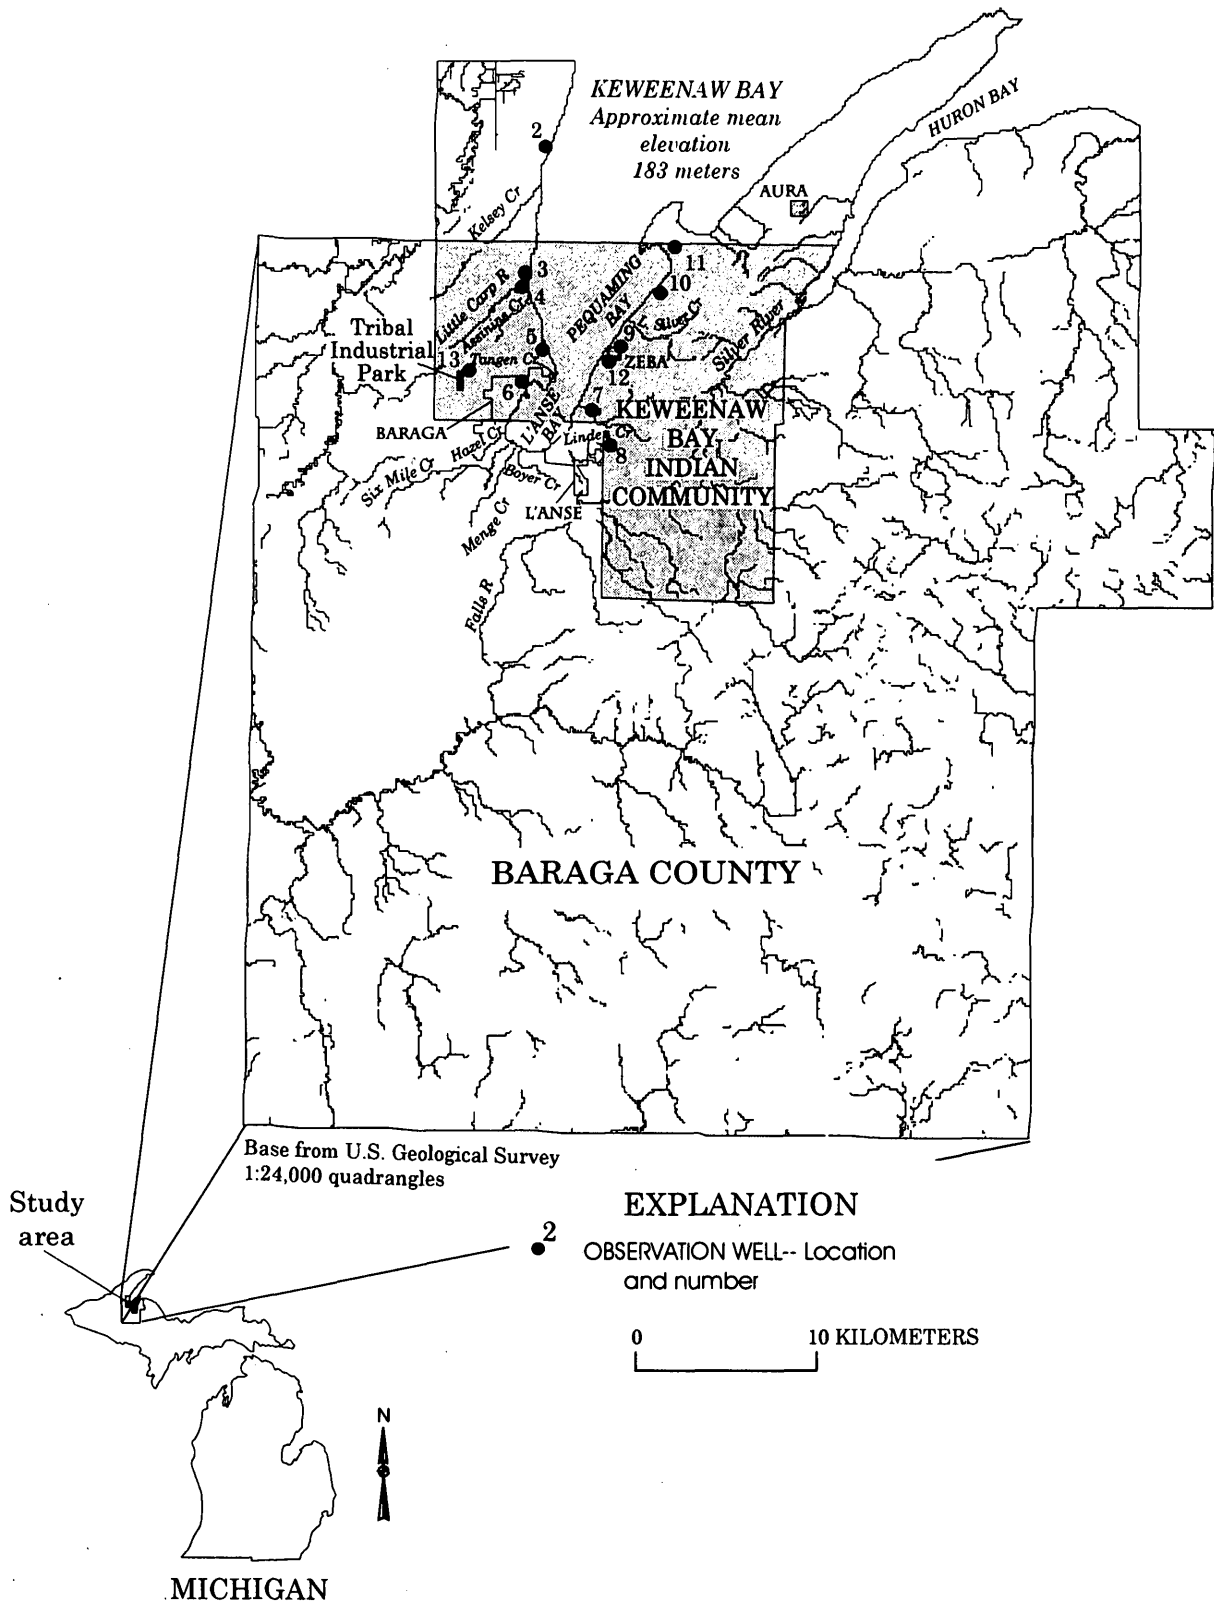 KEWEENAW BAY
Approximate mean
elevation
183 meters
HURON BAY
2
AURA
Kelsey Cr
3
11
Little Carp R
4
10
PEQUAMING
BAY
Assinins Cr
Silver Cr
Silver River
Tribal
Industrial
Park
5
9
13
Tangen Cr
ZEBA
12
6
7
L'ANSE
BAY
KEWEENAW
BAY
INDIAN
COMMUNITY
BARAGA
Hazel Cr
Linden Cr
8
Six Mile Cr
Boyer Cr
L'ANSE
Menge Cr
Falls R
BARAGA COUNTY
Base from U.S. Geological Survey
1:24,000 quadrangles
Study
area
EXPLANATION
2
OBSERVATION WELL-- Location
and number
0 10 KILOMETERS
N
MICHIGAN